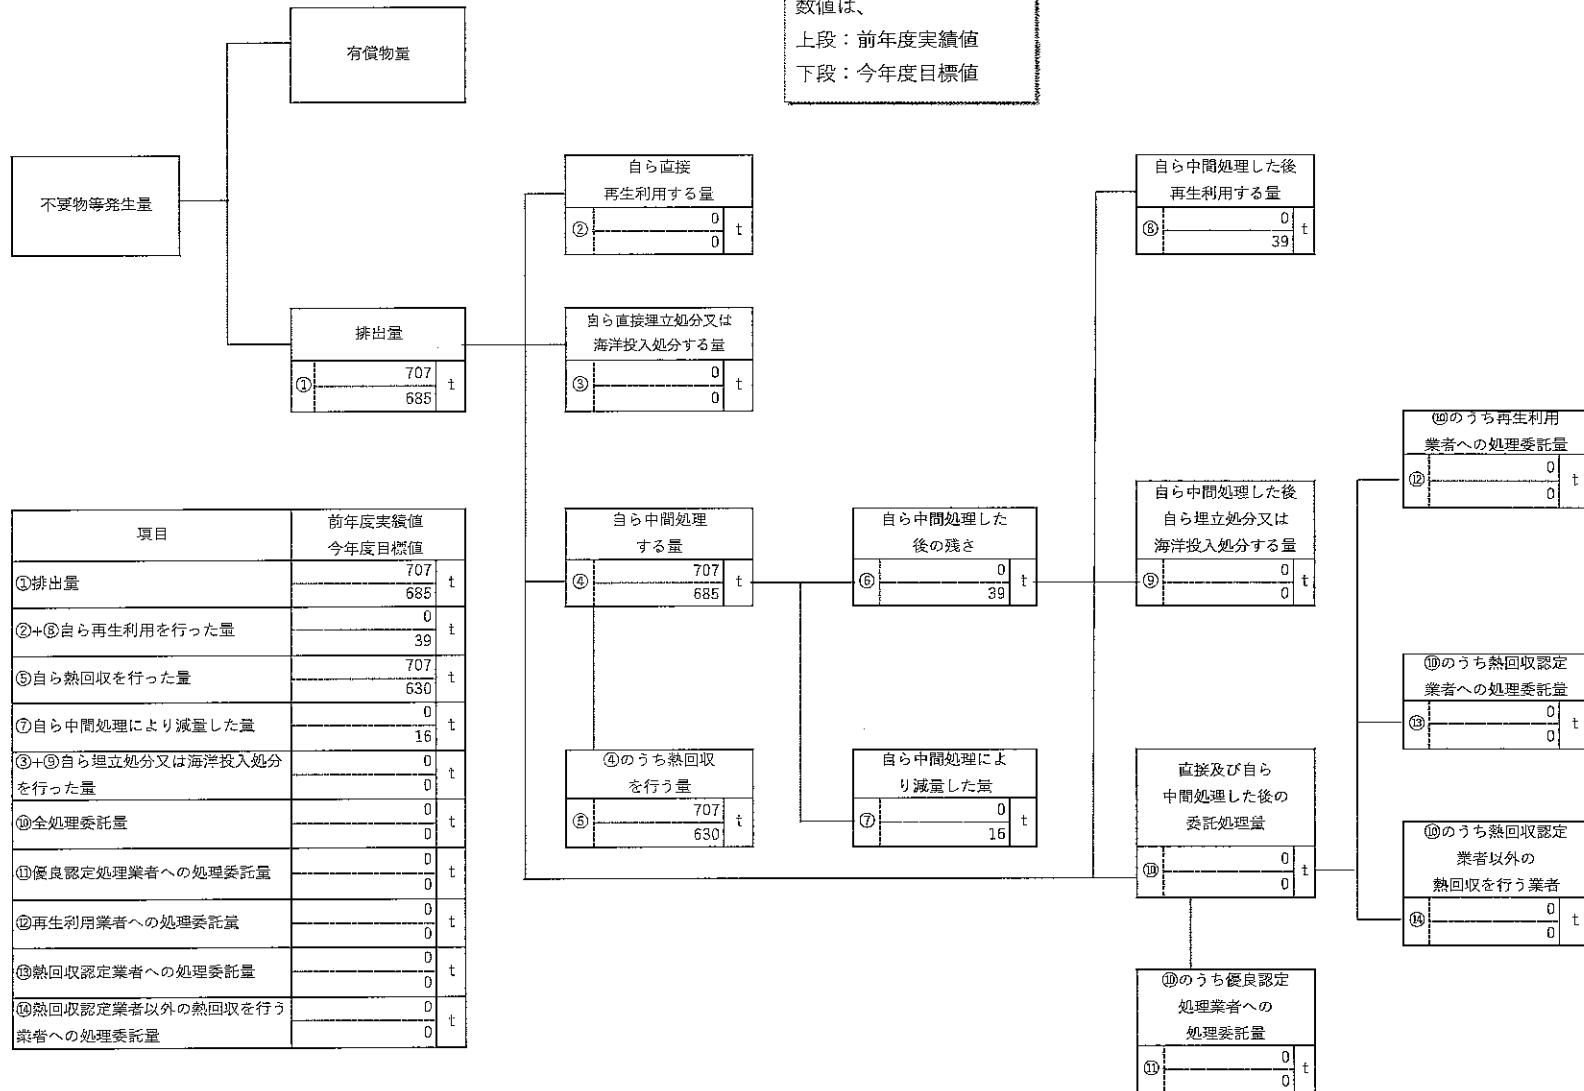 数値は、
上段：前年度実績値
下段：今年度目標値
有償物量
不要物等発生量
排出量
①
707
685
t
自ら直接
再生利用する量
②
0
0
t
自ら直接埋立処分又は
海洋投入処分する量
③
0
0
t
自ら中間処理
する量
④
707
685
t
④のうち熱回収
を行う量
⑤
707
630
t
自ら中間処理した
後の残さ
⑥
0
39
t
自ら中間処理によ
り減量した量
⑦
0
16
t
自ら中間処理した後
再生利用する量
⑧
0
39
t
自ら中間処理した後
自ら埋立処分又は
海洋投入処分する量
⑨
0
0
t
直接及び自ら
中間処理した後の
委託処理量
⑩
0
0
t
⑩のうち優良認定
処理業者への
処理委託量
⑪
0
0
t
⑩のうち再生利用
業者への処理委託量
⑫
0
0
t
⑩のうち熱回収認定
業者への処理委託量
⑬
0
0
t
⑩のうち熱回収認定
業者以外の
熱回収を行う業者
⑭
0
0
t
項目
前年度実績値
今年度目標値
①排出量
707
685
t
②+⑧自ら再生利用を行った量
0
39
t
⑤自ら熱回収を行った量
707
630
t
⑦自ら中間処理により減量した量
0
16
t
③+⑨自ら埋立処分又は海洋投入処分
を行った量
0
0
t
⑩全処理委託量
0
0
t
⑪優良認定処理業者への処理委託量
0
0
t
⑫再生利用業者への処理委託量
0
0
t
⑬熱回収認定業者への処理委託量
0
0
t
⑭熱回収認定業者以外の熱回収を行う
業者への処理委託量
0
0
t